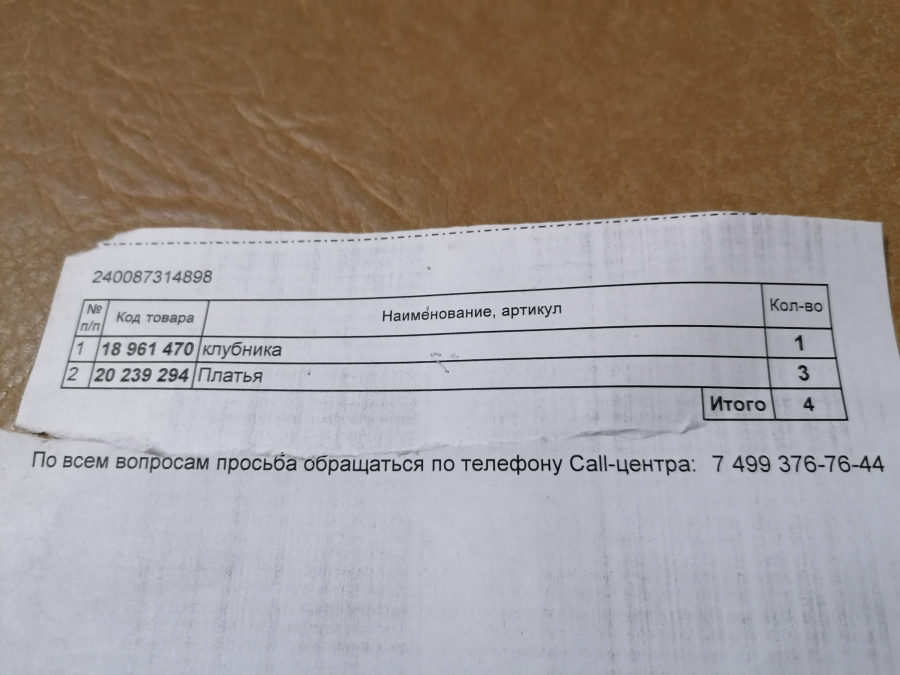 240087314898
№ п/п Код товара Наименование, артикул Кол-во
1 18 961 470 клубника 1
2 20 239 294 Платья 3
Итого 4
По всем вопросам просьба обращаться по телефону Call-центра: 7 499 376-76-44